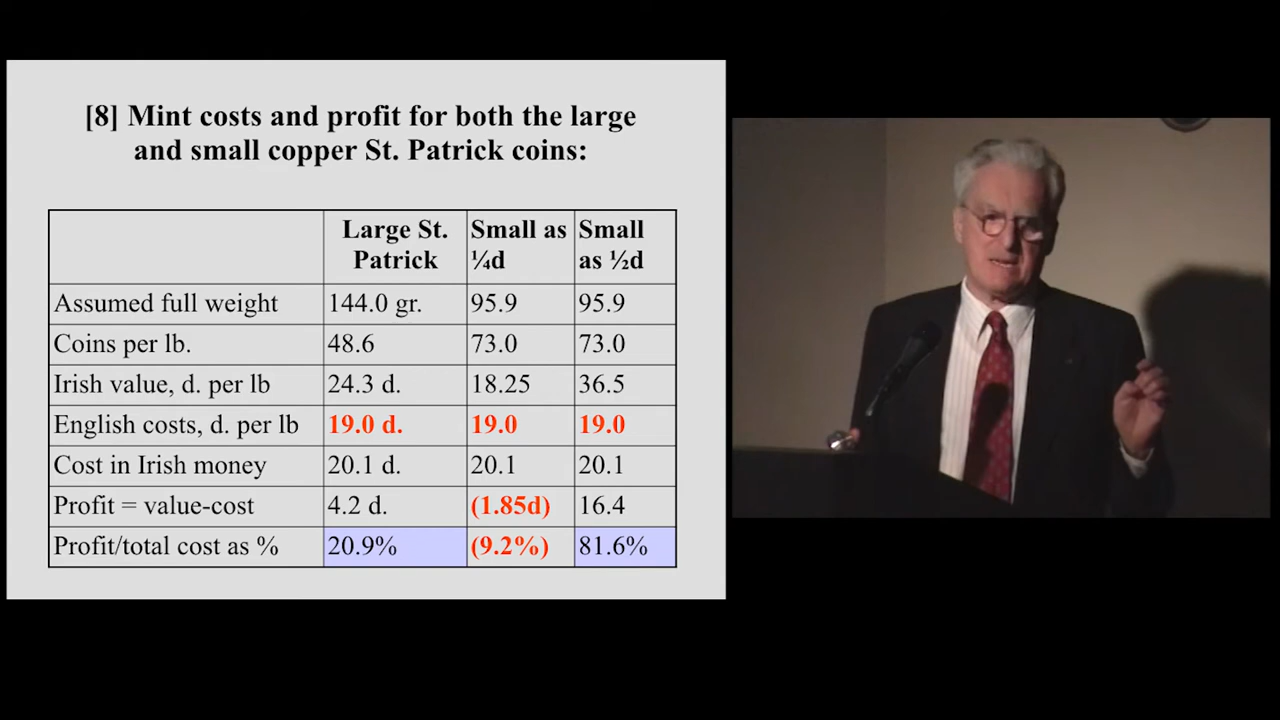 [8] Mint costs and profit for both the large
and small copper St. Patrick coins:
Large St. Patrick Small as ¼d Small as ½d
Assumed full weight 144.0 gr. 95.9 95.9
Coins per lb. 48.6 73.0 73.0
Irish value, d. per lb 24.3 d. 18.25 36.5
English costs, d. per lb 19.0 d. 19.0 19.0
Cost in Irish money 20.1 d. 20.1 20.1
Profit = value-cost 4.2 d. (1.85d) 16.4
Profit/total cost as % 20.9% (9.2%) 81.6%